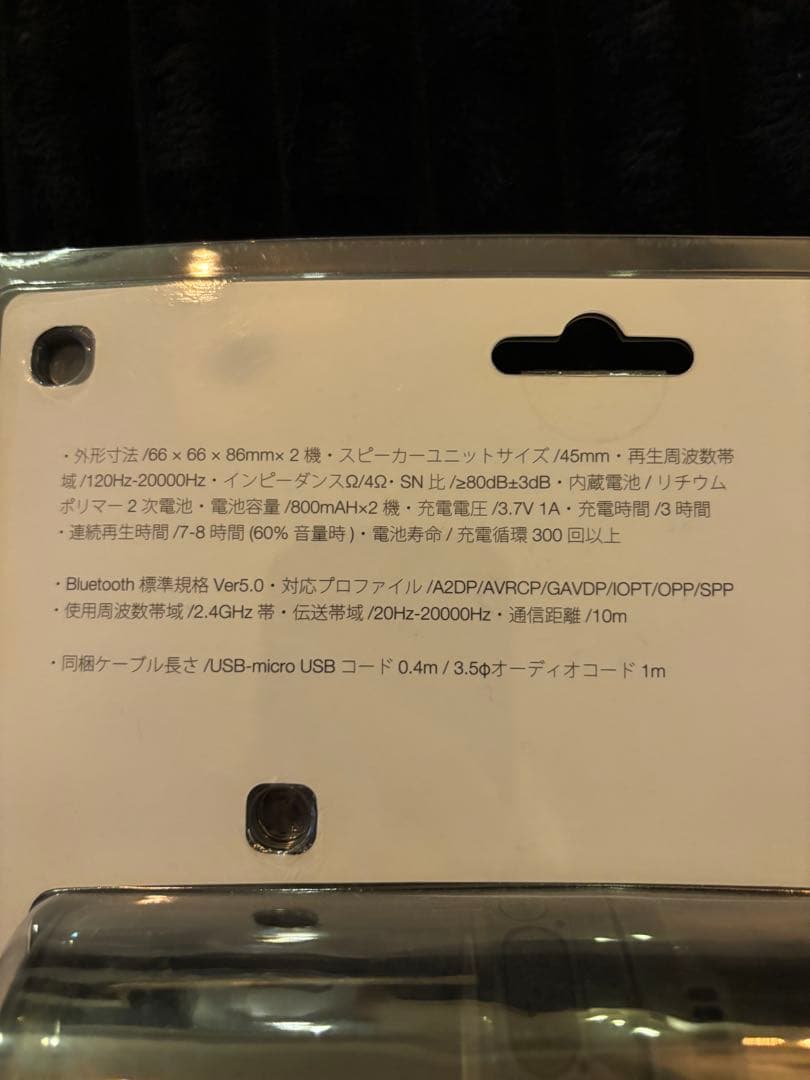 ・外形寸法 /66 × 66 × 86mm× 2 機・スピーカーユニットサイズ /45mm・再生周波数帯
域 /120Hz-20000Hz・インピーダンスΩ/4Ω・SN 比 /≥80dB±3dB・内蔵電池 / リチウム
ポリマー 2 次電池・電池容量 /800mAH×2 機・充電電圧 /3.7V 1A・充電時間 /3 時間
・連続再生時間 /7-8 時間 (60% 音量時 )・電池寿命 / 充電循環 300 回以上
・Bluetooth 標準規格 Ver5.0・対応プロファイル /A2DP/AVRCP/GAVDP/IOPT/OPP/SPP
・使用周波数帯域 /2.4GHz 帯・伝送帯域 /20Hz-20000Hz・通信距離 /10m
・同梱ケーブル長さ /USB-micro USB コード 0.4m / 3.5φオーディオコード 1m